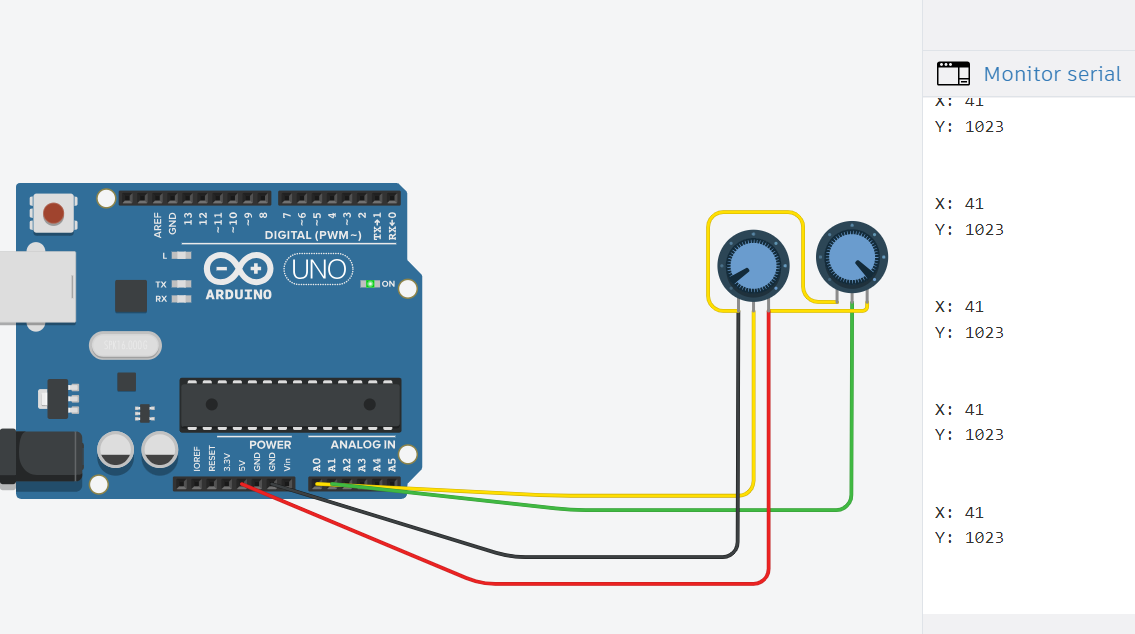 Monitor serial
X: 41
Y: 1023
X: 41
Y: 1023
X: 41
Y: 1023
X: 41
Y: 1023
X: 41
Y: 1023
AREF
GND
13
12
~11
~10
~9
8
7
~6
~5
4
~3
2
TX→1
RX←0
DIGITAL (PWM~)
L
TX
RX
UNO
ARDUINO
ON
POWER
ANALOG IN
IOREF
RESET
3.3V
5V
GND
GND
Vin
A0
A1
A2
A3
A4
A5